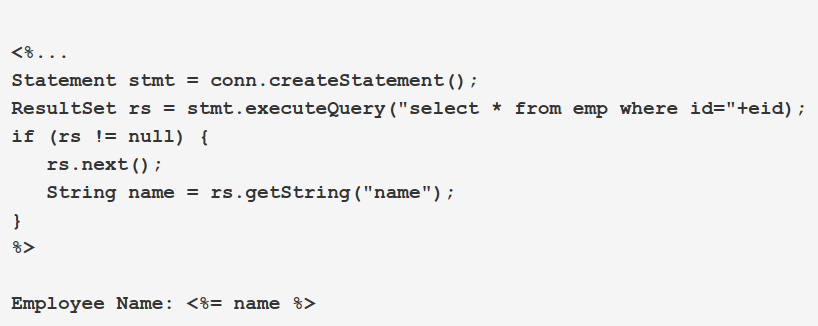 <%...
Statement stmt = conn.createStatement();
ResultSet rs = stmt.executeQuery("select * from emp where id="+eid);
if (rs != null) {
   rs.next();
   String name = rs.getString("name");
}
%>
Employee Name: <%= name %>